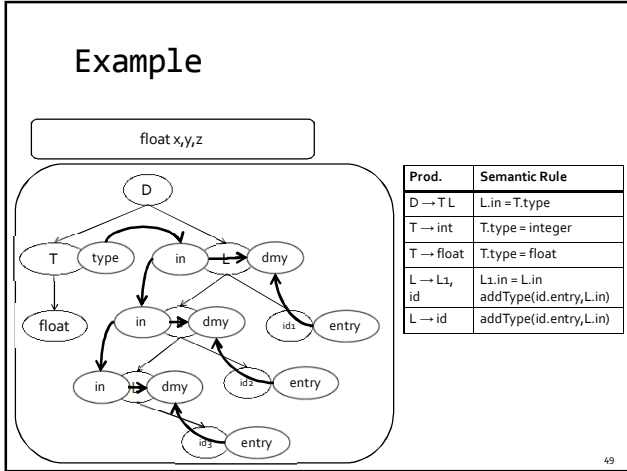 Example
float x,y,z
D
T type in L dmy
float in dmy id1 entry
in L dmy id2 entry
id3 entry
Prod. Semantic Rule
D → T L L.in = T.type
T → int T.type = integer
T → float T.type = float
L → L1, L1.in = L.in
id addType(id.entry,L.in)
L → id addType(id.entry,L.in)
49